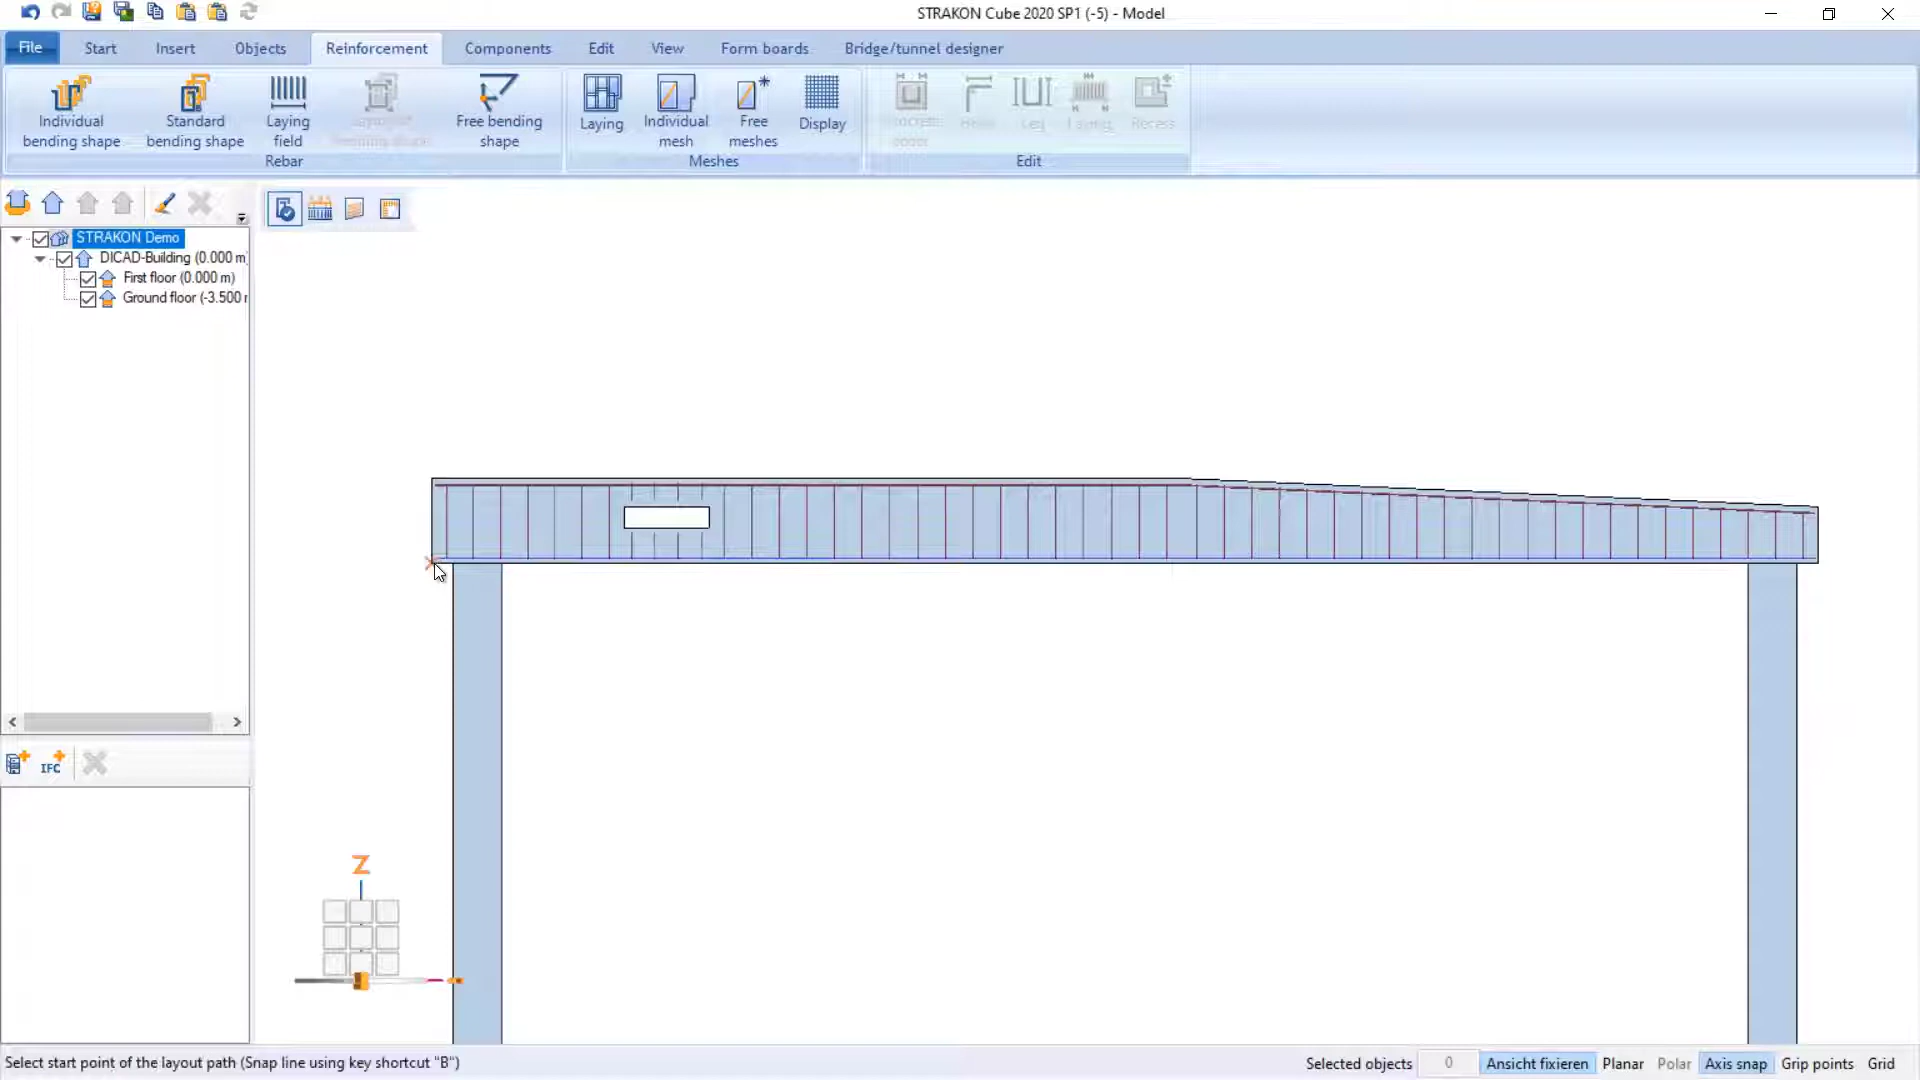 STRAKON Cube 2020 SP1 (-5) - Model
File Start Insert Objects Reinforcement Components Edit View Form boards Bridge/tunnel designer
Individual bending shape
Standard bending shape
Laying field
Free bending shape
Laying
Individual mesh
Free meshes
Display
Rebar
Meshes
Edit
STRAKON Demo
DICAD-Building (0.000 m
First floor (0.000 m)
Ground floor (-3.500
IFC
Z
Select start point of the layout path (Snap line using key shortcut "B")
Selected objects 0 Ansicht fixieren Planar Polar Axis snap Grip points Grid